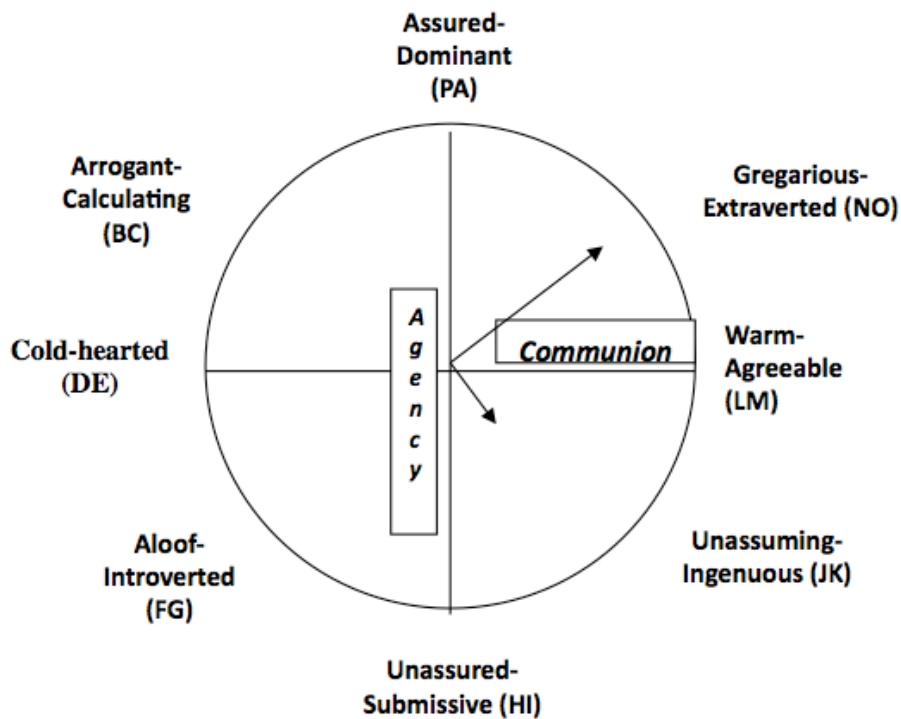 Assured-
Dominant
(PA)
Arrogant-
Calculating
(BC)
Gregarious-
Extraverted (NO)
A
g
e
n
c
y
Communion
Cold-hearted
(DE)
Warm-
Agreeable
(LM)
Aloof-
Introverted
(FG)
Unassuming-
Ingenuous (JK)
Unassured-
Submissive (HI)